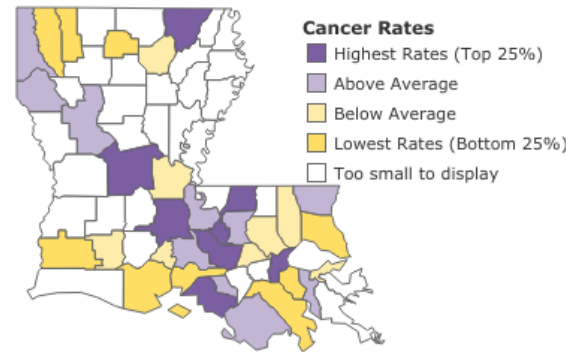 Cancer Rates
Highest Rates (Top 25%)
Above Average
Below Average
Lowest Rates (Bottom 25%)
Too small to display